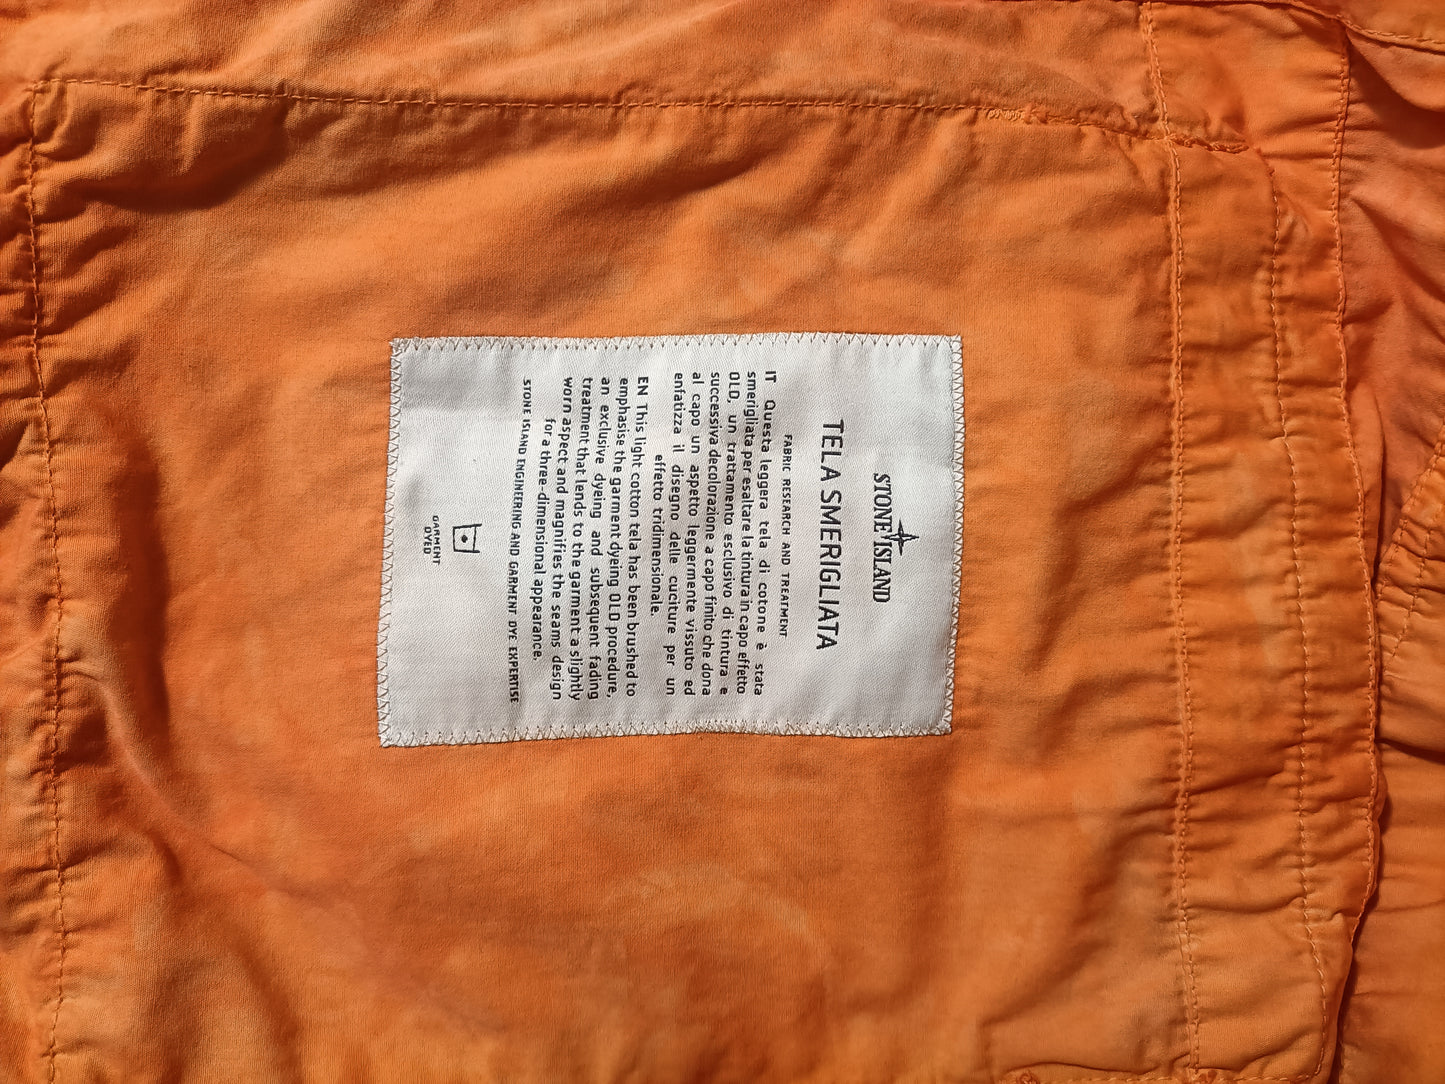 STONE ISLAND
TELA SMERIGLIATA
FABRIC RESEARCH AND TREATMENT
IT Questa leggera tela di cotone è stata
smerigliata per esaltare la tintura in capo effetto
OLD, un trattamento esclusivo di tintura e
successiva decolorazione a capo finito che dona
al capo un aspetto leggermente vissuto ed
enfatizza il disegno delle cuciture per un
effetto tridimensionale.
EN This light cotton tela has been brushed to
emphasise the garment dyeing OLD procedure,
an exclusive dyeing and subsequent fading
treatment that lends to the garment a slightly
worn aspect and magnifies the seams design
for a three-dimensional appearance.
STONE ISLAND ENGINEERING AND GARMENT DYE EXPERTISE
GARMENT
DYED